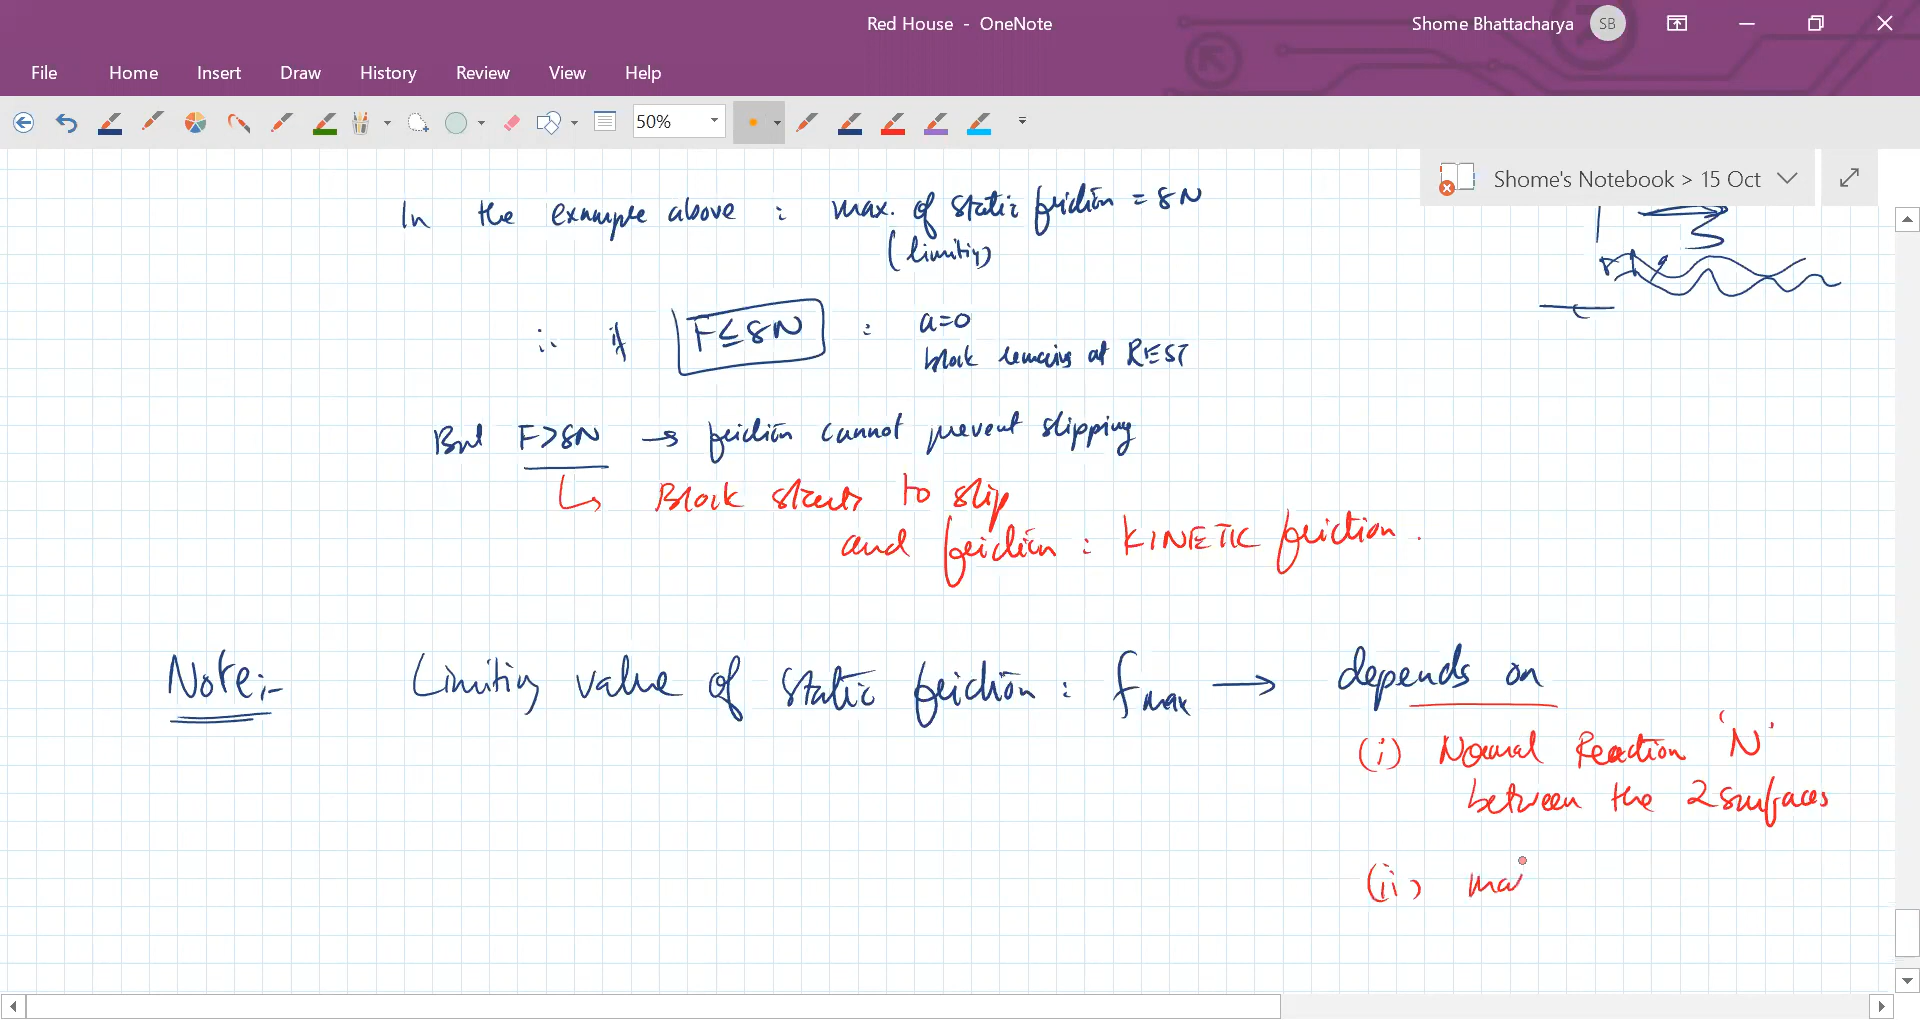 Red House - OneNote
Shome Bhattacharya SB
File Home Insert Draw History Review View Help
50%
Shome's Notebook > 15 Oct
In the example above : max. of static friction = 8N
(limiting)
∴ if F≤8N : a=0
block remains at REST
But F>8N → friction cannot prevent slipping
↳ Block starts to slip
and friction : KINETIC friction.
Note:- Limiting value of static friction : fmax → depends on
(i) Normal Reaction 'N'
between the 2 surfaces
(ii) mai